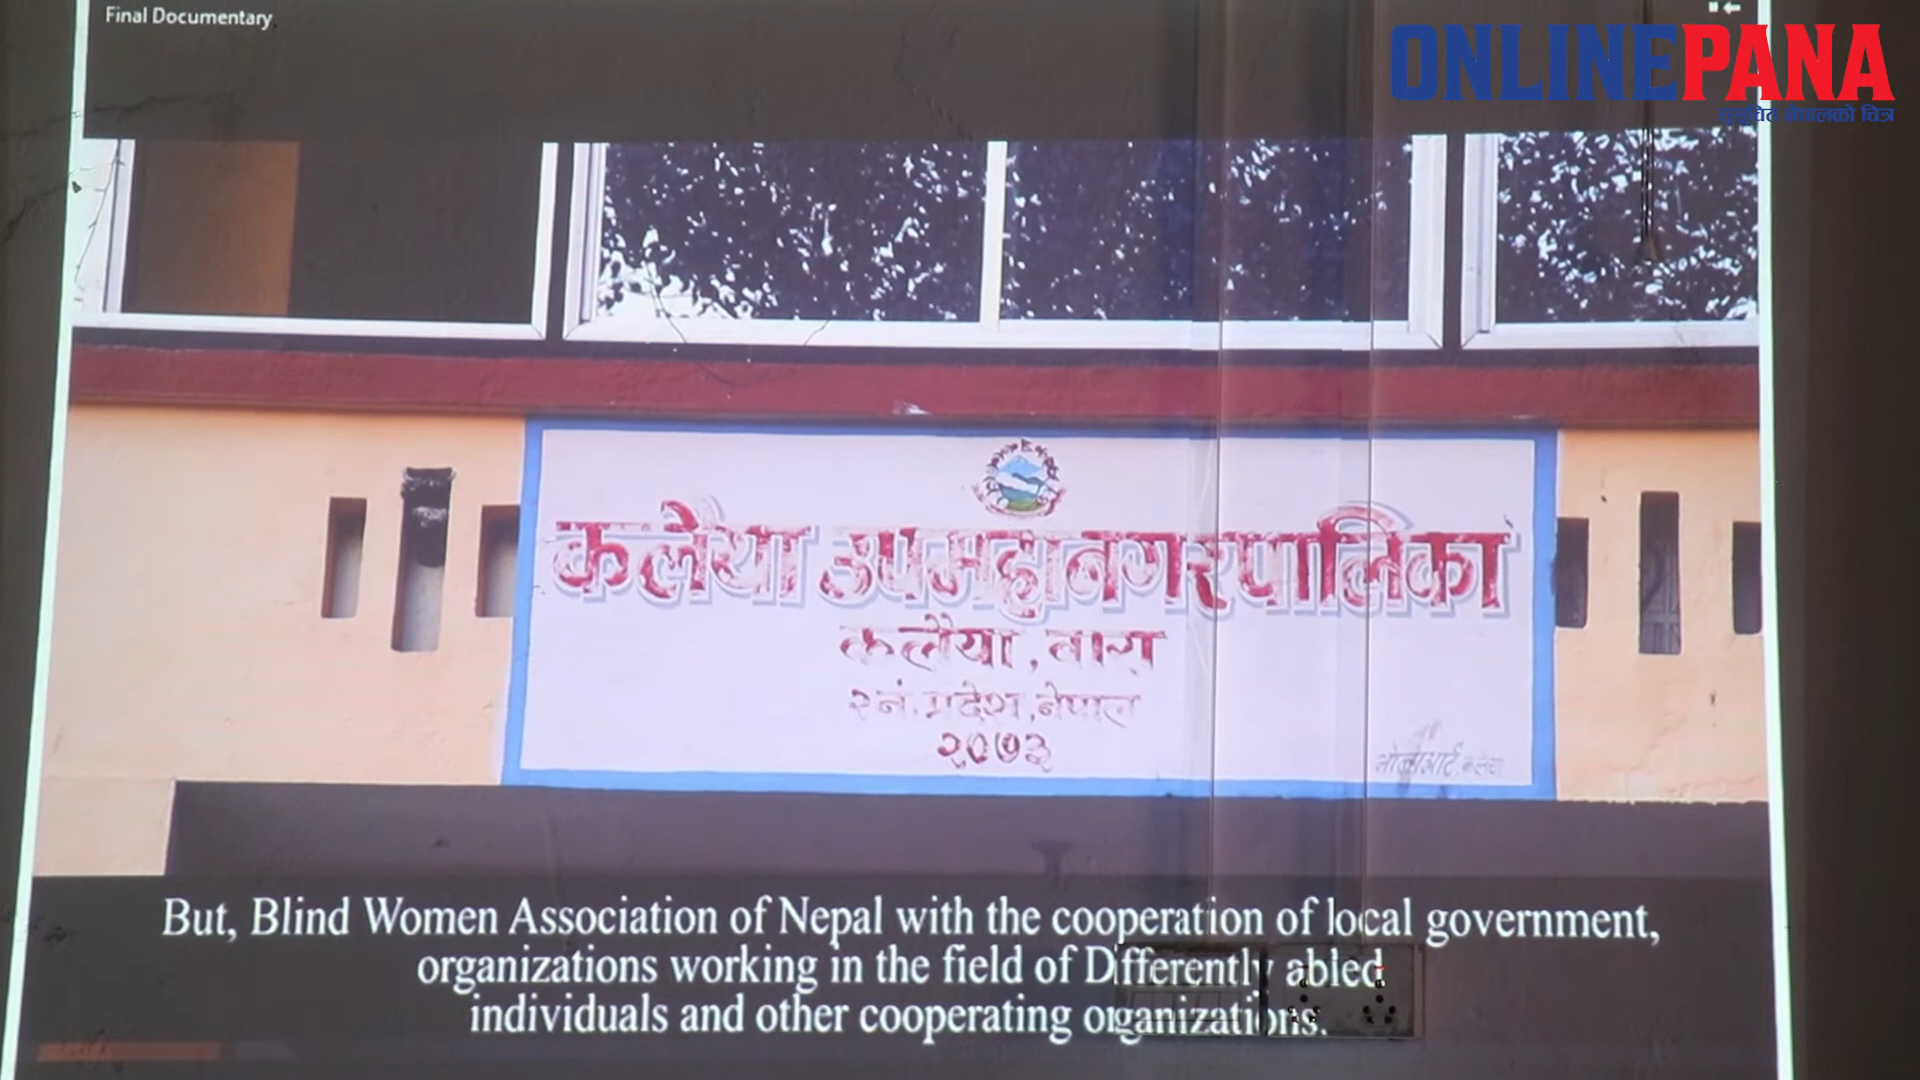 Final Documentary
ONLINEPANA
नेपालको चित्र
कलैया उपमहानगरपालिका
कलैया, बारा
२ नं. प्रदेश, नेपाल
२०७३
But, Blind Women Association of Nepal with the cooperation of local government,
organizations working in the field of Differently abled
individuals and other cooperating organizations.